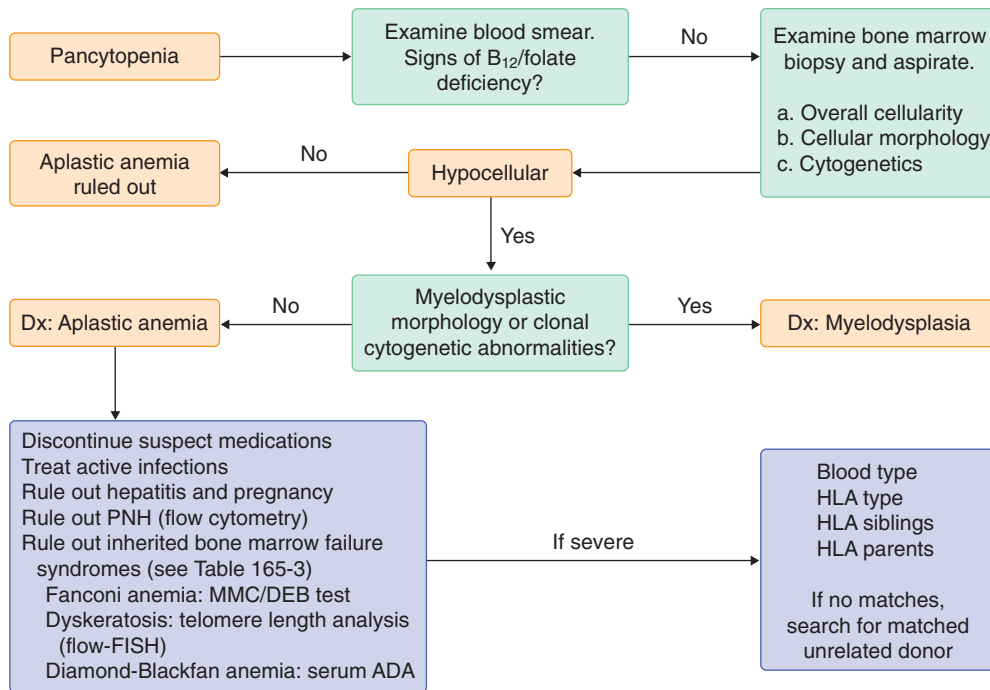 Pancytopenia
Examine blood smear.
Signs of B₁₂/folate
deficiency?
No
Examine bone marrow
biopsy and aspirate.
a. Overall cellularity
b. Cellular morphology
c. Cytogenetics
Hypocellular
No
Aplastic anemia
ruled out
Yes
Myelodysplastic
morphology or clonal
cytogenetic abnormalities?
Yes
Dx: Myelodysplasia
No
Dx: Aplastic anemia
Discontinue suspect medications
Treat active infections
Rule out hepatitis and pregnancy
Rule out PNH (flow cytometry)
Rule out inherited bone marrow failure
syndromes (see Table 165-3)
Fanconi anemia: MMC/DEB test
Dyskeratosis: telomere length analysis
(flow-FISH)
Diamond-Blackfan anemia: serum ADA
If severe
Blood type
HLA type
HLA siblings
HLA parents
If no matches,
search for matched
unrelated donor